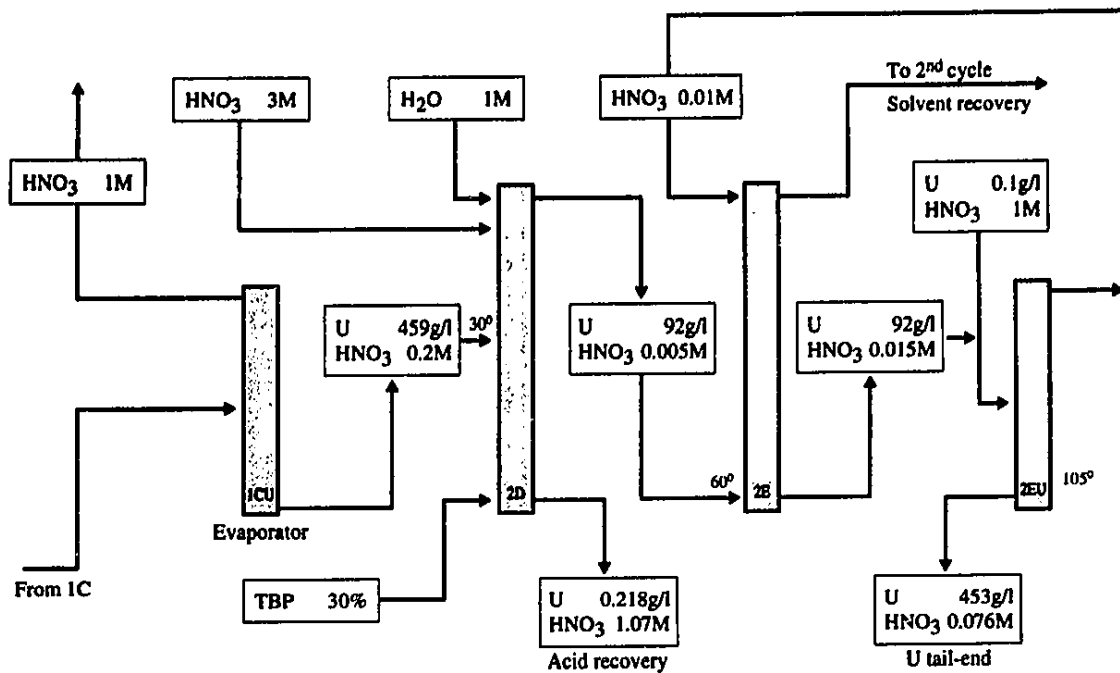 To 2nd cycle
Solvent recovery
HNO3 3M
H2O 1M
HNO3 0.01M
HNO3 1M
U 0.1g/l
HNO3 1M
U 459g/l
HNO3 0.2M
30°
U 92g/l
HNO3 0.005M
U 92g/l
HNO3 0.015M
1CU
Evaporator
2D
60°
2E
2EU
105°
From 1C
TBP 30%
U 0.218g/l
HNO3 1.07M
Acid recovery
U 453g/l
HNO3 0.076M
U tail-end